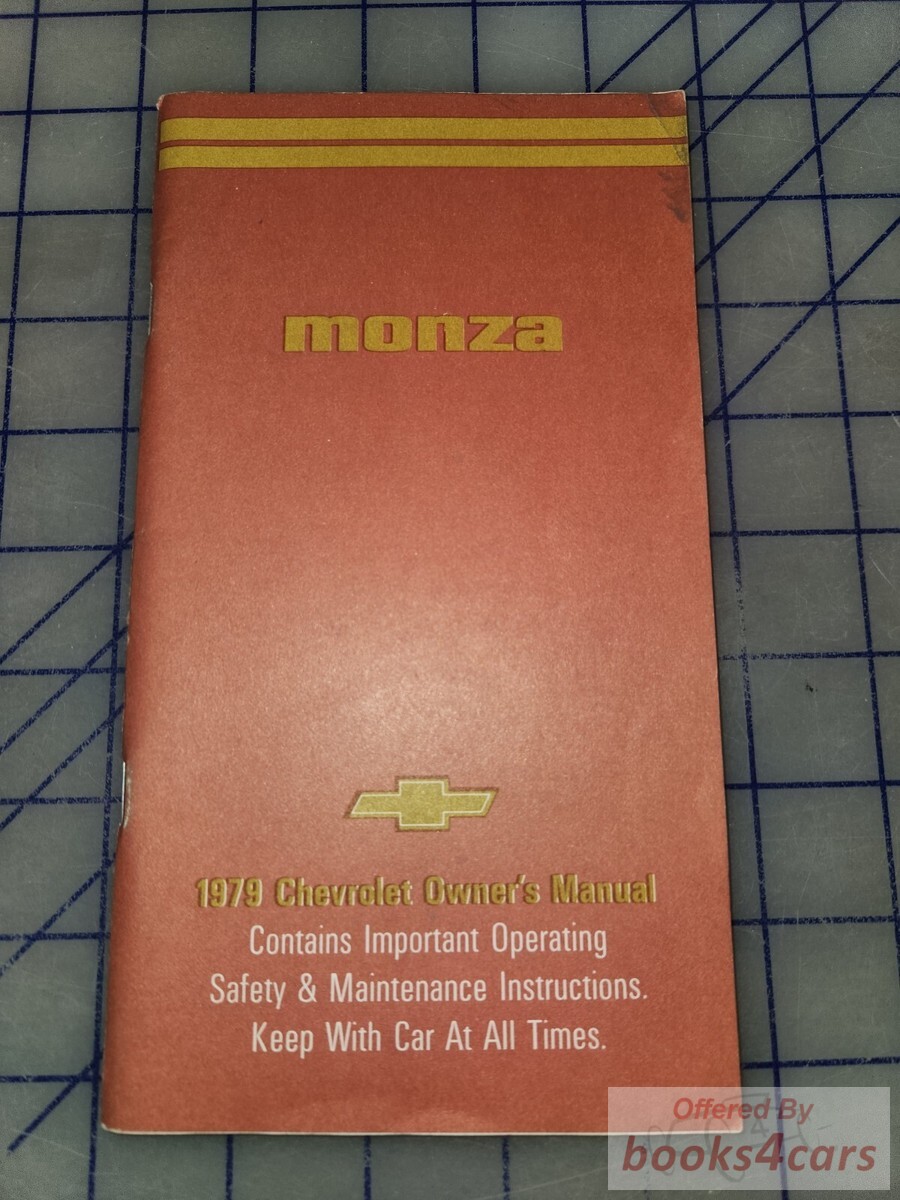 monza
1979 Chevrolet Owner's Manual
Contains Important Operating
Safety & Maintenance Instructions.
Keep With Car At All Times.
Offered By
books4cars